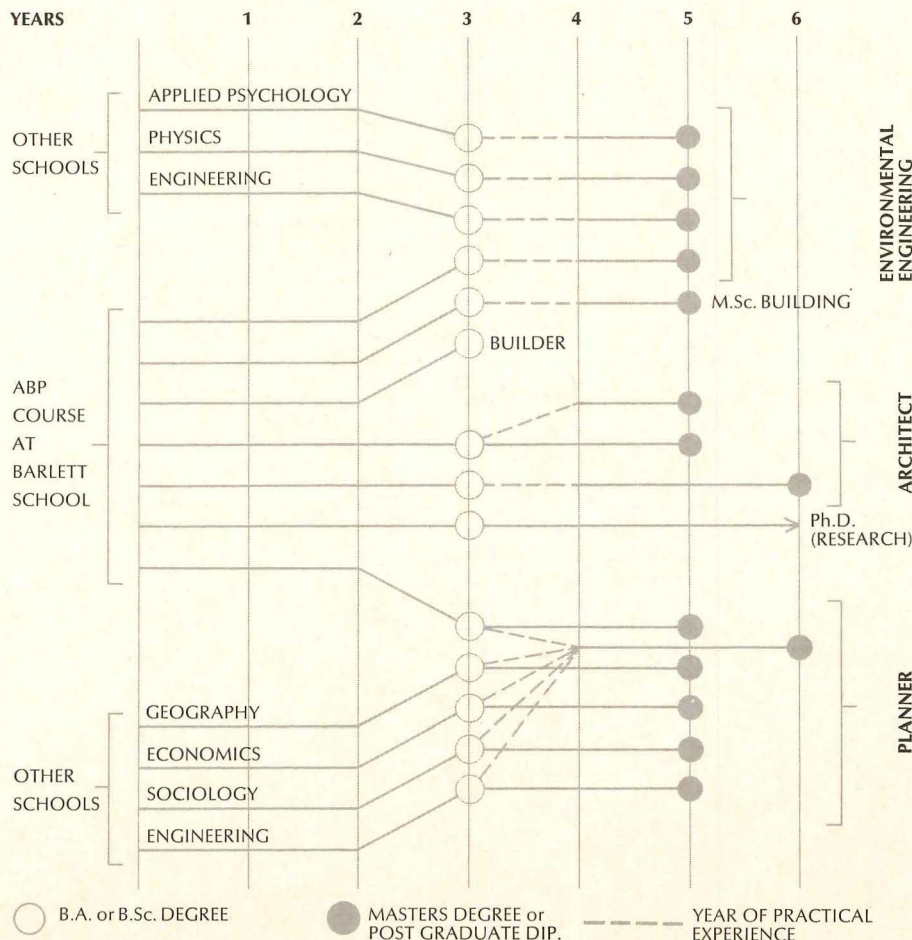 YEARS 1 2 3 4 5 6
APPLIED PSYCHOLOGY
OTHER
SCHOOLS
PHYSICS
ENGINEERING
ENVIRONMENTAL
ENGINEERING
M.Sc. BUILDING
BUILDER
ABP
COURSE
AT
BARLETT
SCHOOL
ARCHITECT
Ph.D.
(RESEARCH)
PLANNER
GEOGRAPHY
ECONOMICS
OTHER
SCHOOLS
SOCIOLOGY
ENGINEERING
B.A. or B.Sc. DEGREE
MASTERS DEGREE or
POST GRADUATE DIP.
YEAR OF PRACTICAL
EXPERIENCE